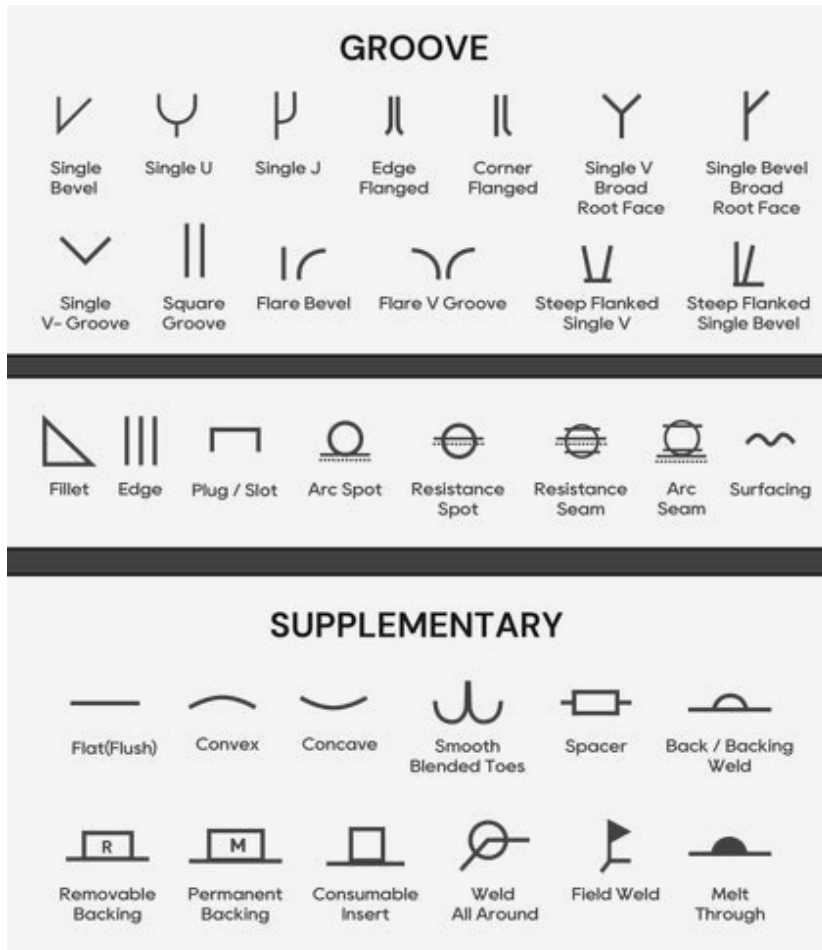 GROOVE
Single
Bevel
Single U
Single J
Edge
Flanged
Corner
Flanged
Single V
Broad
Root Face
Single Bevel
Broad
Root Face
Single
V- Groove
Square
Groove
Flare Bevel
Flare V Groove
Steep Flanked
Single V
Steep Flanked
Single Bevel
Fillet
Edge
Plug / Slot
Arc Spot
Resistance
Spot
Resistance
Seam
Arc
Seam
Surfacing
SUPPLEMENTARY
Flat(Flush)
Convex
Concave
Smooth
Blended Toes
Spacer
Back / Backing
Weld
R
Removable
Backing
M
Permanent
Backing
Consumable
Insert
Weld
All Around
Field Weld
Melt
Through